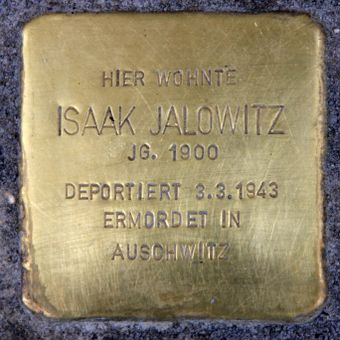 HIER WOHNTE
ISAAK JALOWITZ
JG. 1900
DEPORTIERT 3.3.1943
ERMORDET IN
AUSCHWITZ